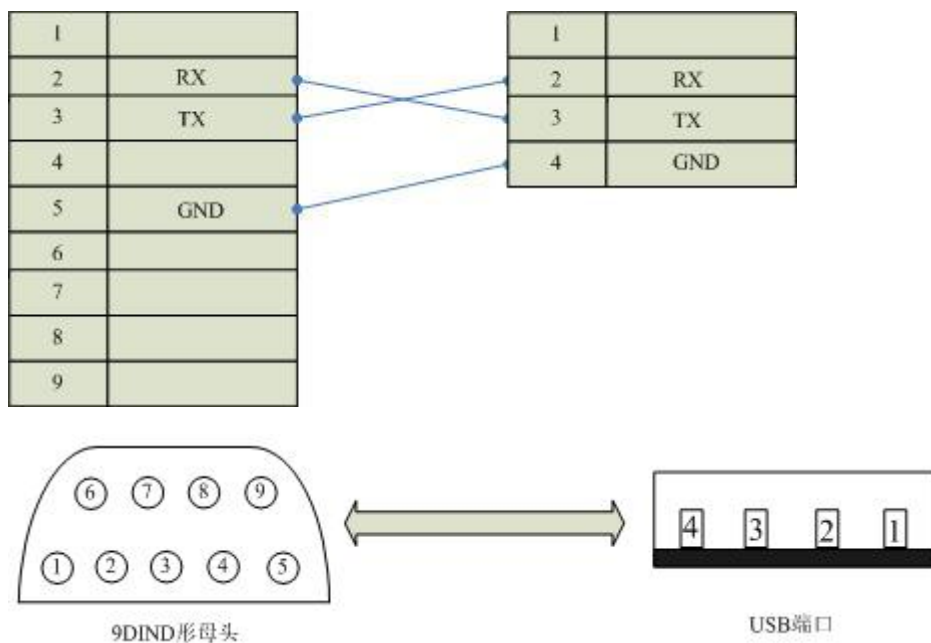 1
2 RX
3 TX
4
5 GND
6
7
8
9
1
2 RX
3 TX
4 GND
6 7 8 9
1 2 3 4 5
9DIND形母头
4 3 2 1
USB端口